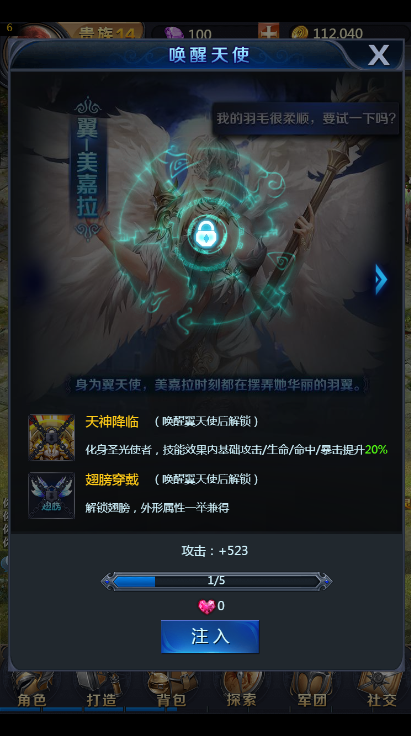 6
贵族14
100
112,040
唤醒天使
X
翼-美嘉拉
我的羽毛很柔顺，要试一下吗?
身为翼天使，美嘉拉时刻都在摆弄她华丽的羽翼。
天神降临 （唤醒翼天使后解锁）
化身圣光使者，技能效果内基础攻击/生命/命中/暴击提升20%
翅膀穿戴 （唤醒翼天使后解锁）
翅膀
解锁翅膀，外形属性一举兼得
攻击：+523
1/5
0
注入
角色 打造 背包 探索 军团 社交